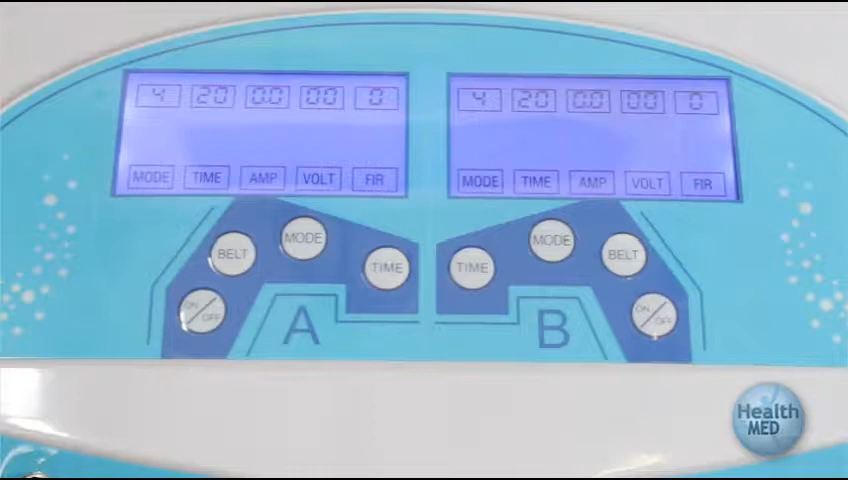 4 20 0.0 00 0
MODE TIME AMP VOLT FIR
4 20 0.0 00 0
MODE TIME AMP VOLT FIR
BELT MODE TIME
ON/OFF
A
TIME MODE BELT
ON/OFF
B
Health
MED